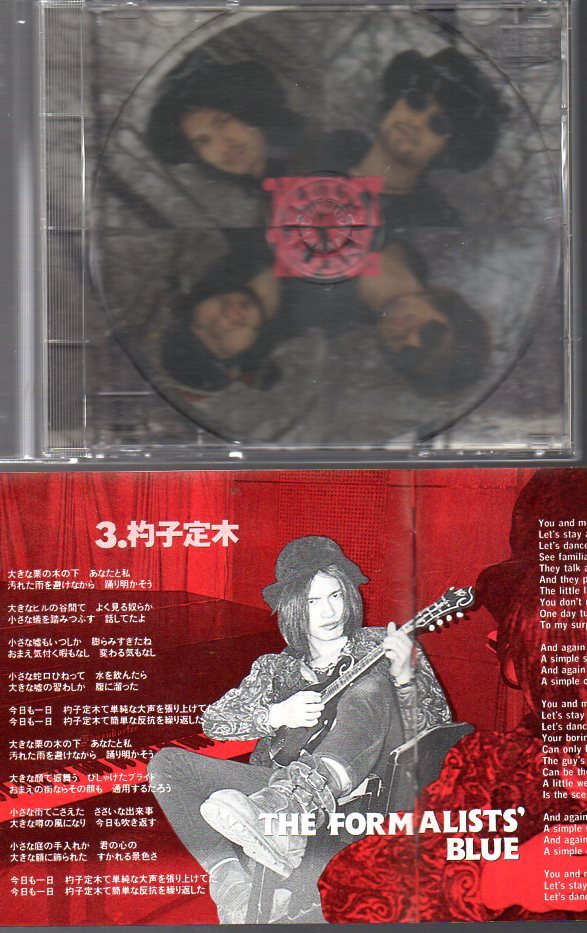 3.杓子定木
大きな栗の木の下　あなたと私
汚れた雨を避けながら　踊り明かそう
大きなヒルの谷間で　よく見る奴らが
小さな蟻を踏みつぶす　話してたよ
小さな嘘もいつしか　膨らみすぎたね
おまえ気付く暇もなし　変わる気もなし
小さな蛇口ひねって　水を飲んたら
大きな嘘の習わしが　腹に溜った
今日も一日　杓子定木で単純な大声を張り上げてた
今日も一日　杓子定木で簡単な反抗を繰り返した
大きな栗の木の下　あなたと私
汚れた雨を避けながら　踊り明かそう
大きな顔で振舞う　ひしゃけたプライド
おまえの街ならその顔も　通用するだろう
小さな街でこさえた　ささいな出来事
大きな噂の風になり　今日も吹き返す
小さな庭の手入れが　君の心の
大きな額に飾られた　すかれる景色さ
今日も一日　杓子定木で単純な大声を張り上げてた
今日も一日　杓子定木で簡単な反抗を繰り返した
THE FORMALISTS'
BLUE
You and m
Let's stay a
Let's danc
See familia
They talk a
And they p
The little l
You don't
One day tu
To my surp
And again
A simple s
And again
A simple c
You and m
Let's stay
Let's danc
Your borin
Can only b
The guy's
Can be the
A little we
Is the sce
And again
A simple
And again
A simple
You and m
Let's stay
Let's danc